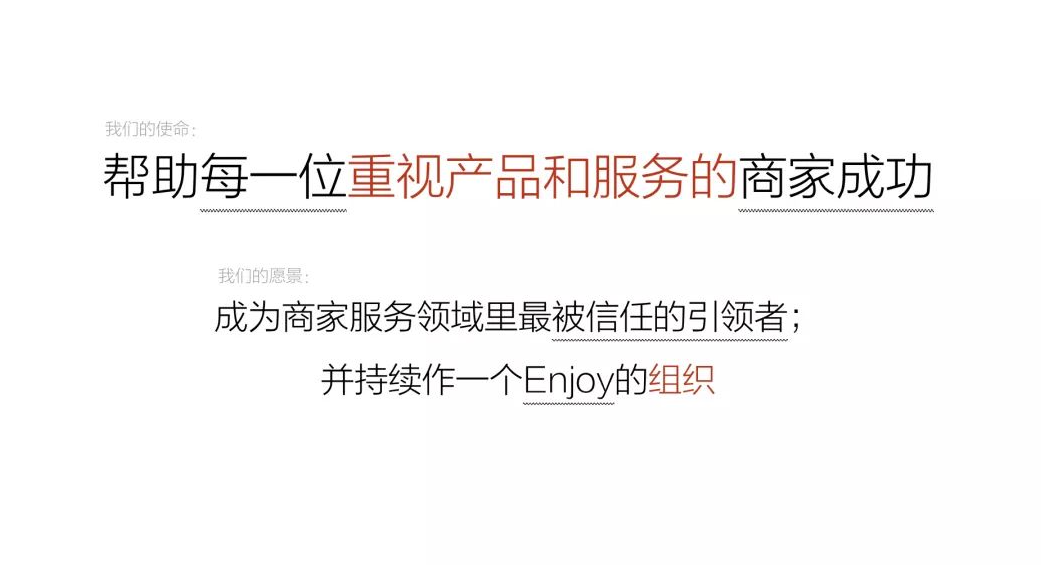 我们的使命：
帮助每一位重视产品和服务的商家成功
我们的愿景：
成为商家服务领域里最被信任的引领者；
并持续作一个Enjoy的组织